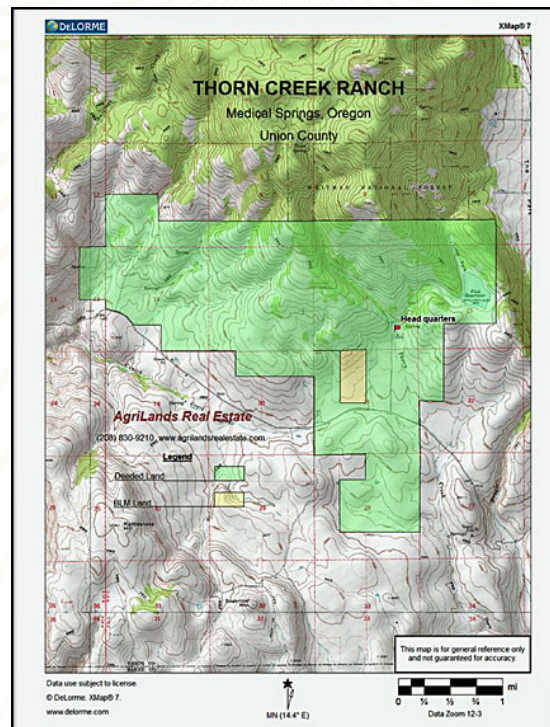 DELORME
XMap® 7
THORN CREEK RANCH
Medical Springs, Oregon
Union County
WHITMAN NATIONAL FOREST
Head quarters
AgriLands Real Estate
(208) 830-9210 www.agrilandsrealestate.com
Legend
Deeded Land
BLM Land
This map is for general reference only
and not guaranteed for accuracy.
Data use subject to license.
© DeLorme. XMap® 7.
www.delorme.com
MN (14.4° E)
mi
0 ¼ ½ ¾ 1
Data Zoom 12-3